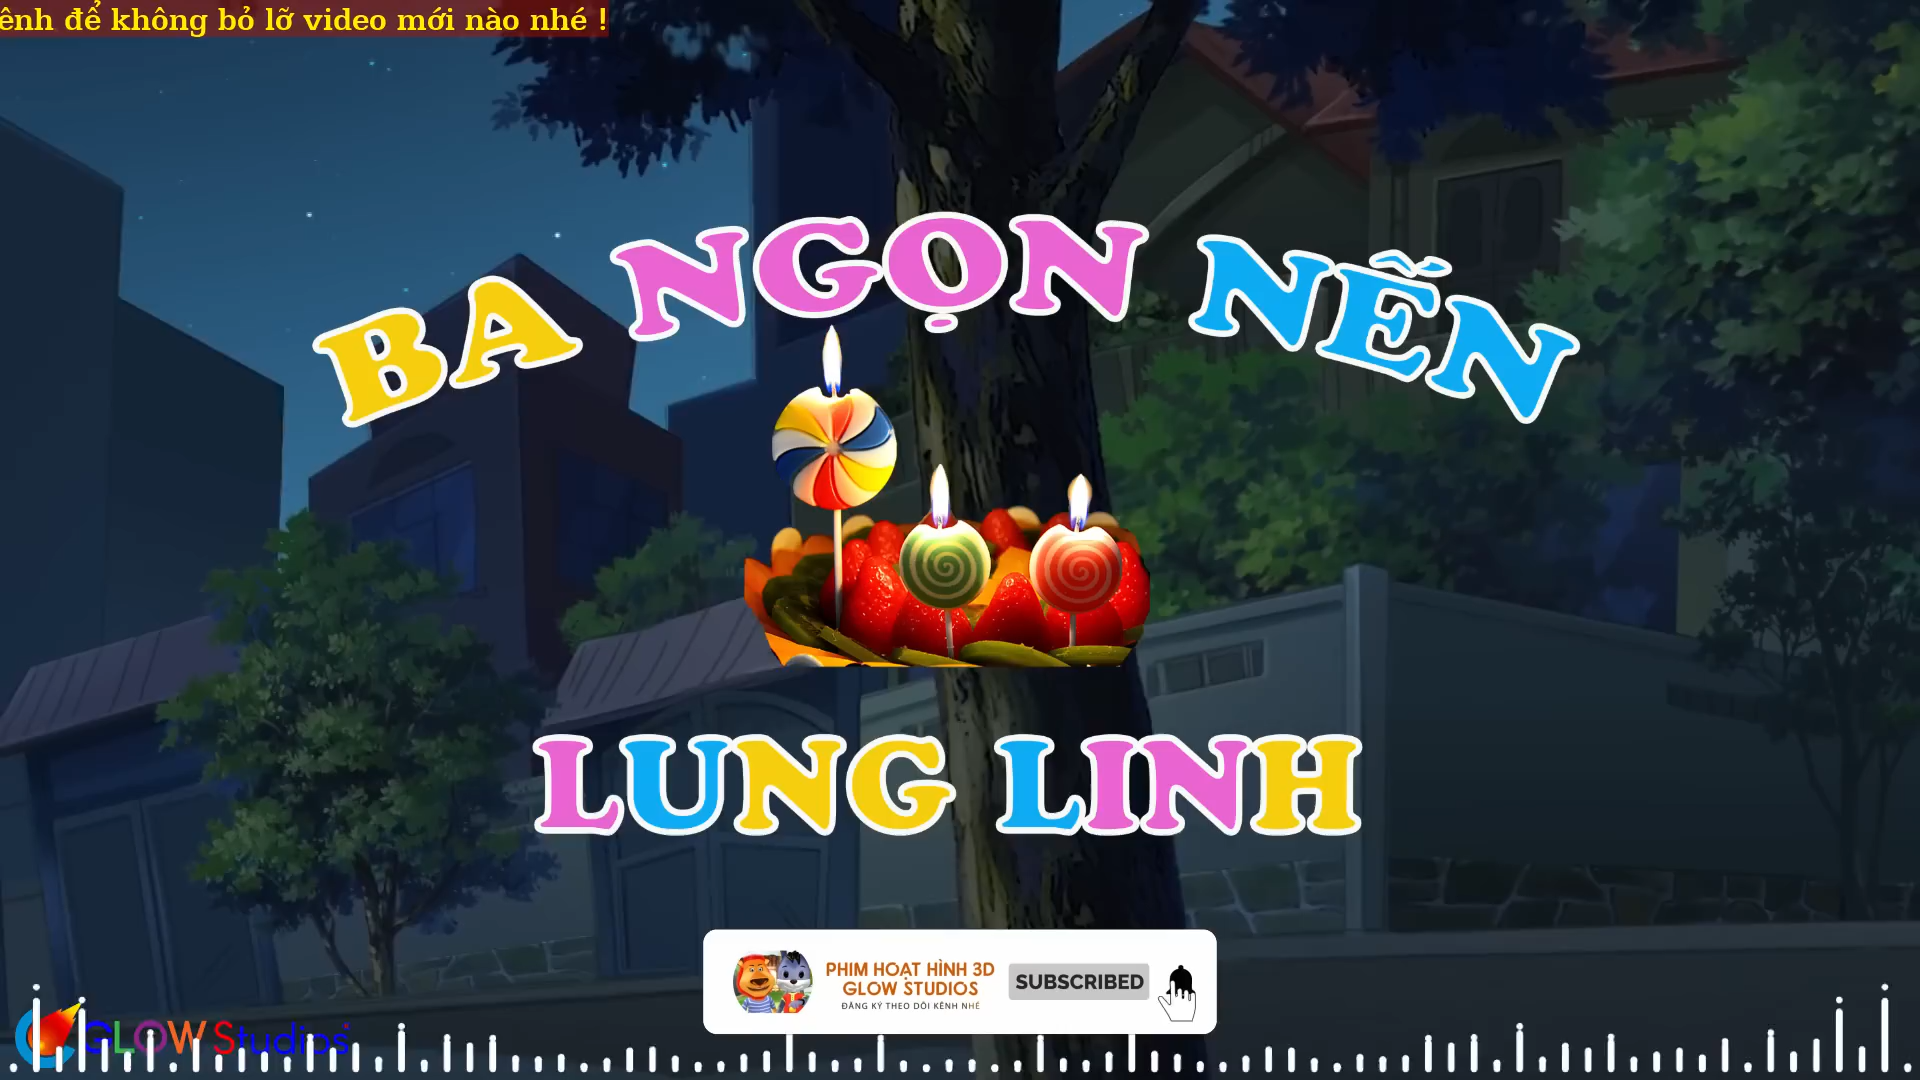 ênh để không bỏ lỡ video mới nào nhé !
BA NGỌN NẾN
LUNG LINH
PHIM HOẠT HÌNH 3D
GLOW STUDIOS
ĐĂNG KÝ THEO DÕI KÊNH NHÉ
SUBSCRIBED
GLOW Studios